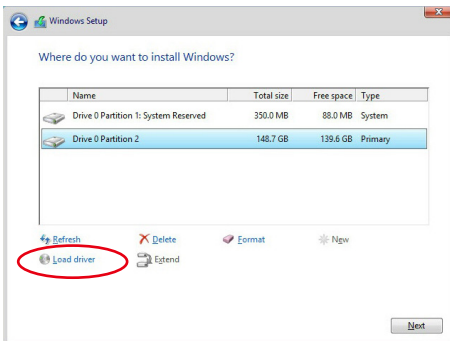 Windows Setup
Where do you want to install Windows?
Name Total size Free space Type
Drive 0 Partition 1: System Reserved 350.0 MB 88.0 MB System
Drive 0 Partition 2 148.7 GB 139.6 GB Primary
Refresh Delete Format New
Load driver Extend
Next